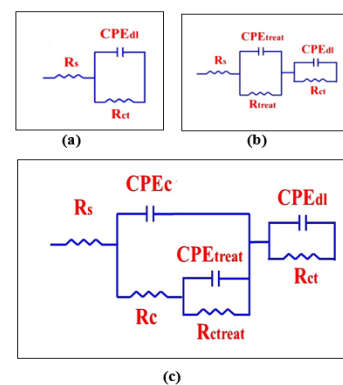 CPEdl
Rs
Rct
(a)
CPEtreat
CPEdl
Rs
Rtreat
Rct
(b)
CPEc
CPEdl
Rs
CPEtreat
Rct
Rc
Rctreat
(c)